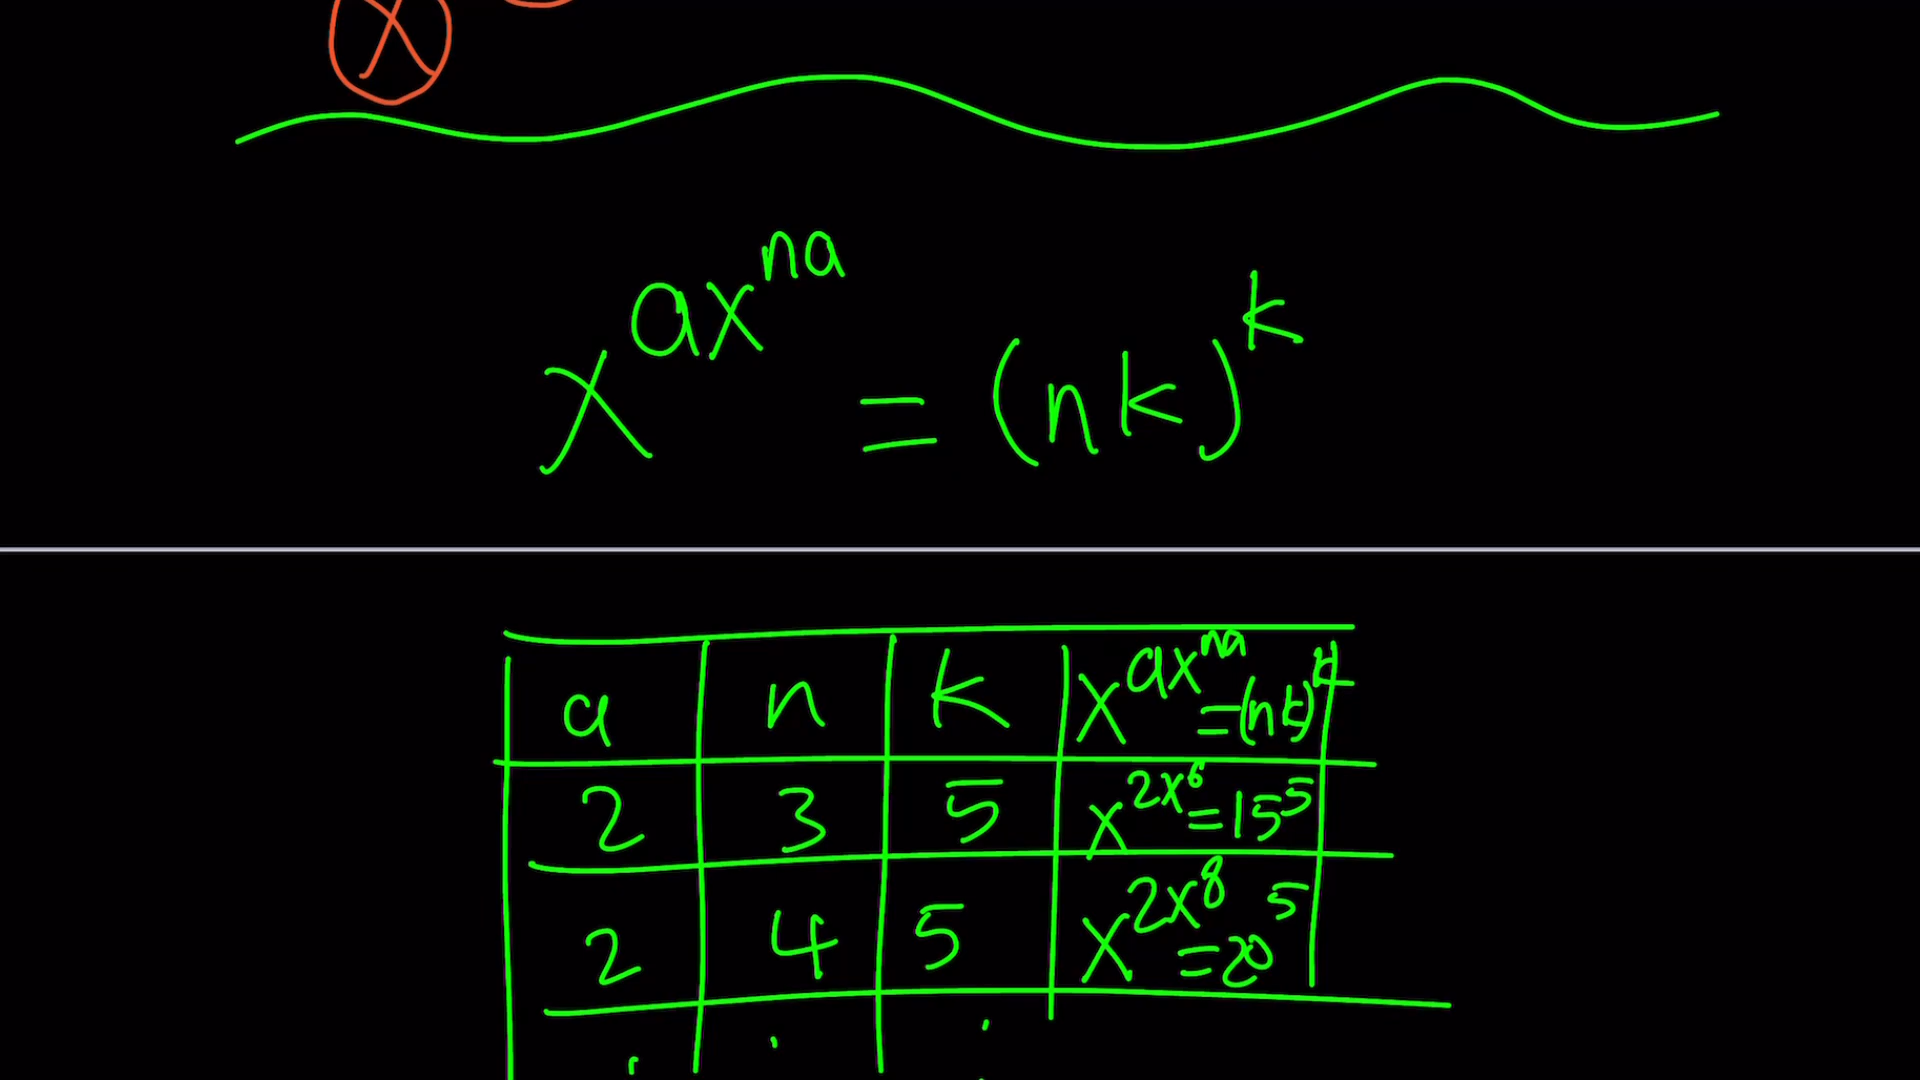 X
x^{ax^{na}} = (nk)^k
a n k x^{ax^{na}} = (nk)^k
2 3 5 x^{2x^6} = 15^5
2 4 5 x^{2x^8} = 20^5